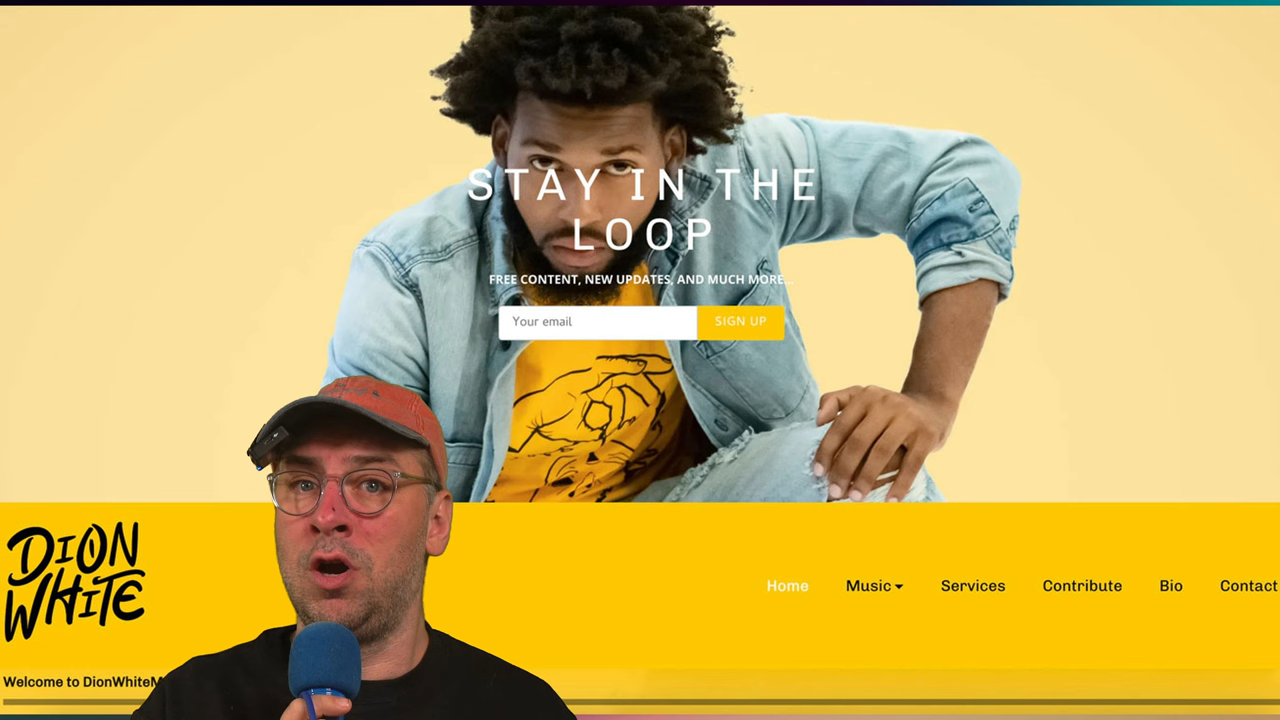 STAY IN THE
LOOP
FREE CONTENT, NEW UPDATES, AND MUCH MORE...
Your email
SIGN UP
DION
WHITE
Home
Music
Services
Contribute
Bio
Contact
Welcome to DionWhiteM